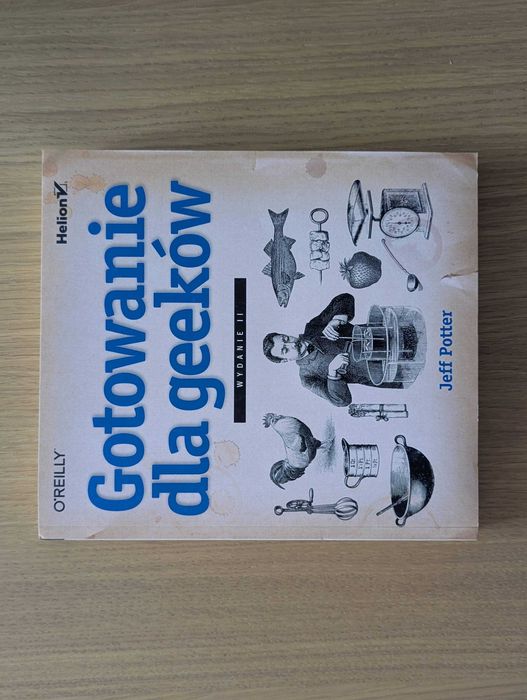 O'REILLY
Helion
Gotowanie
dla geeków
WYDANIE II
Jeff Potter